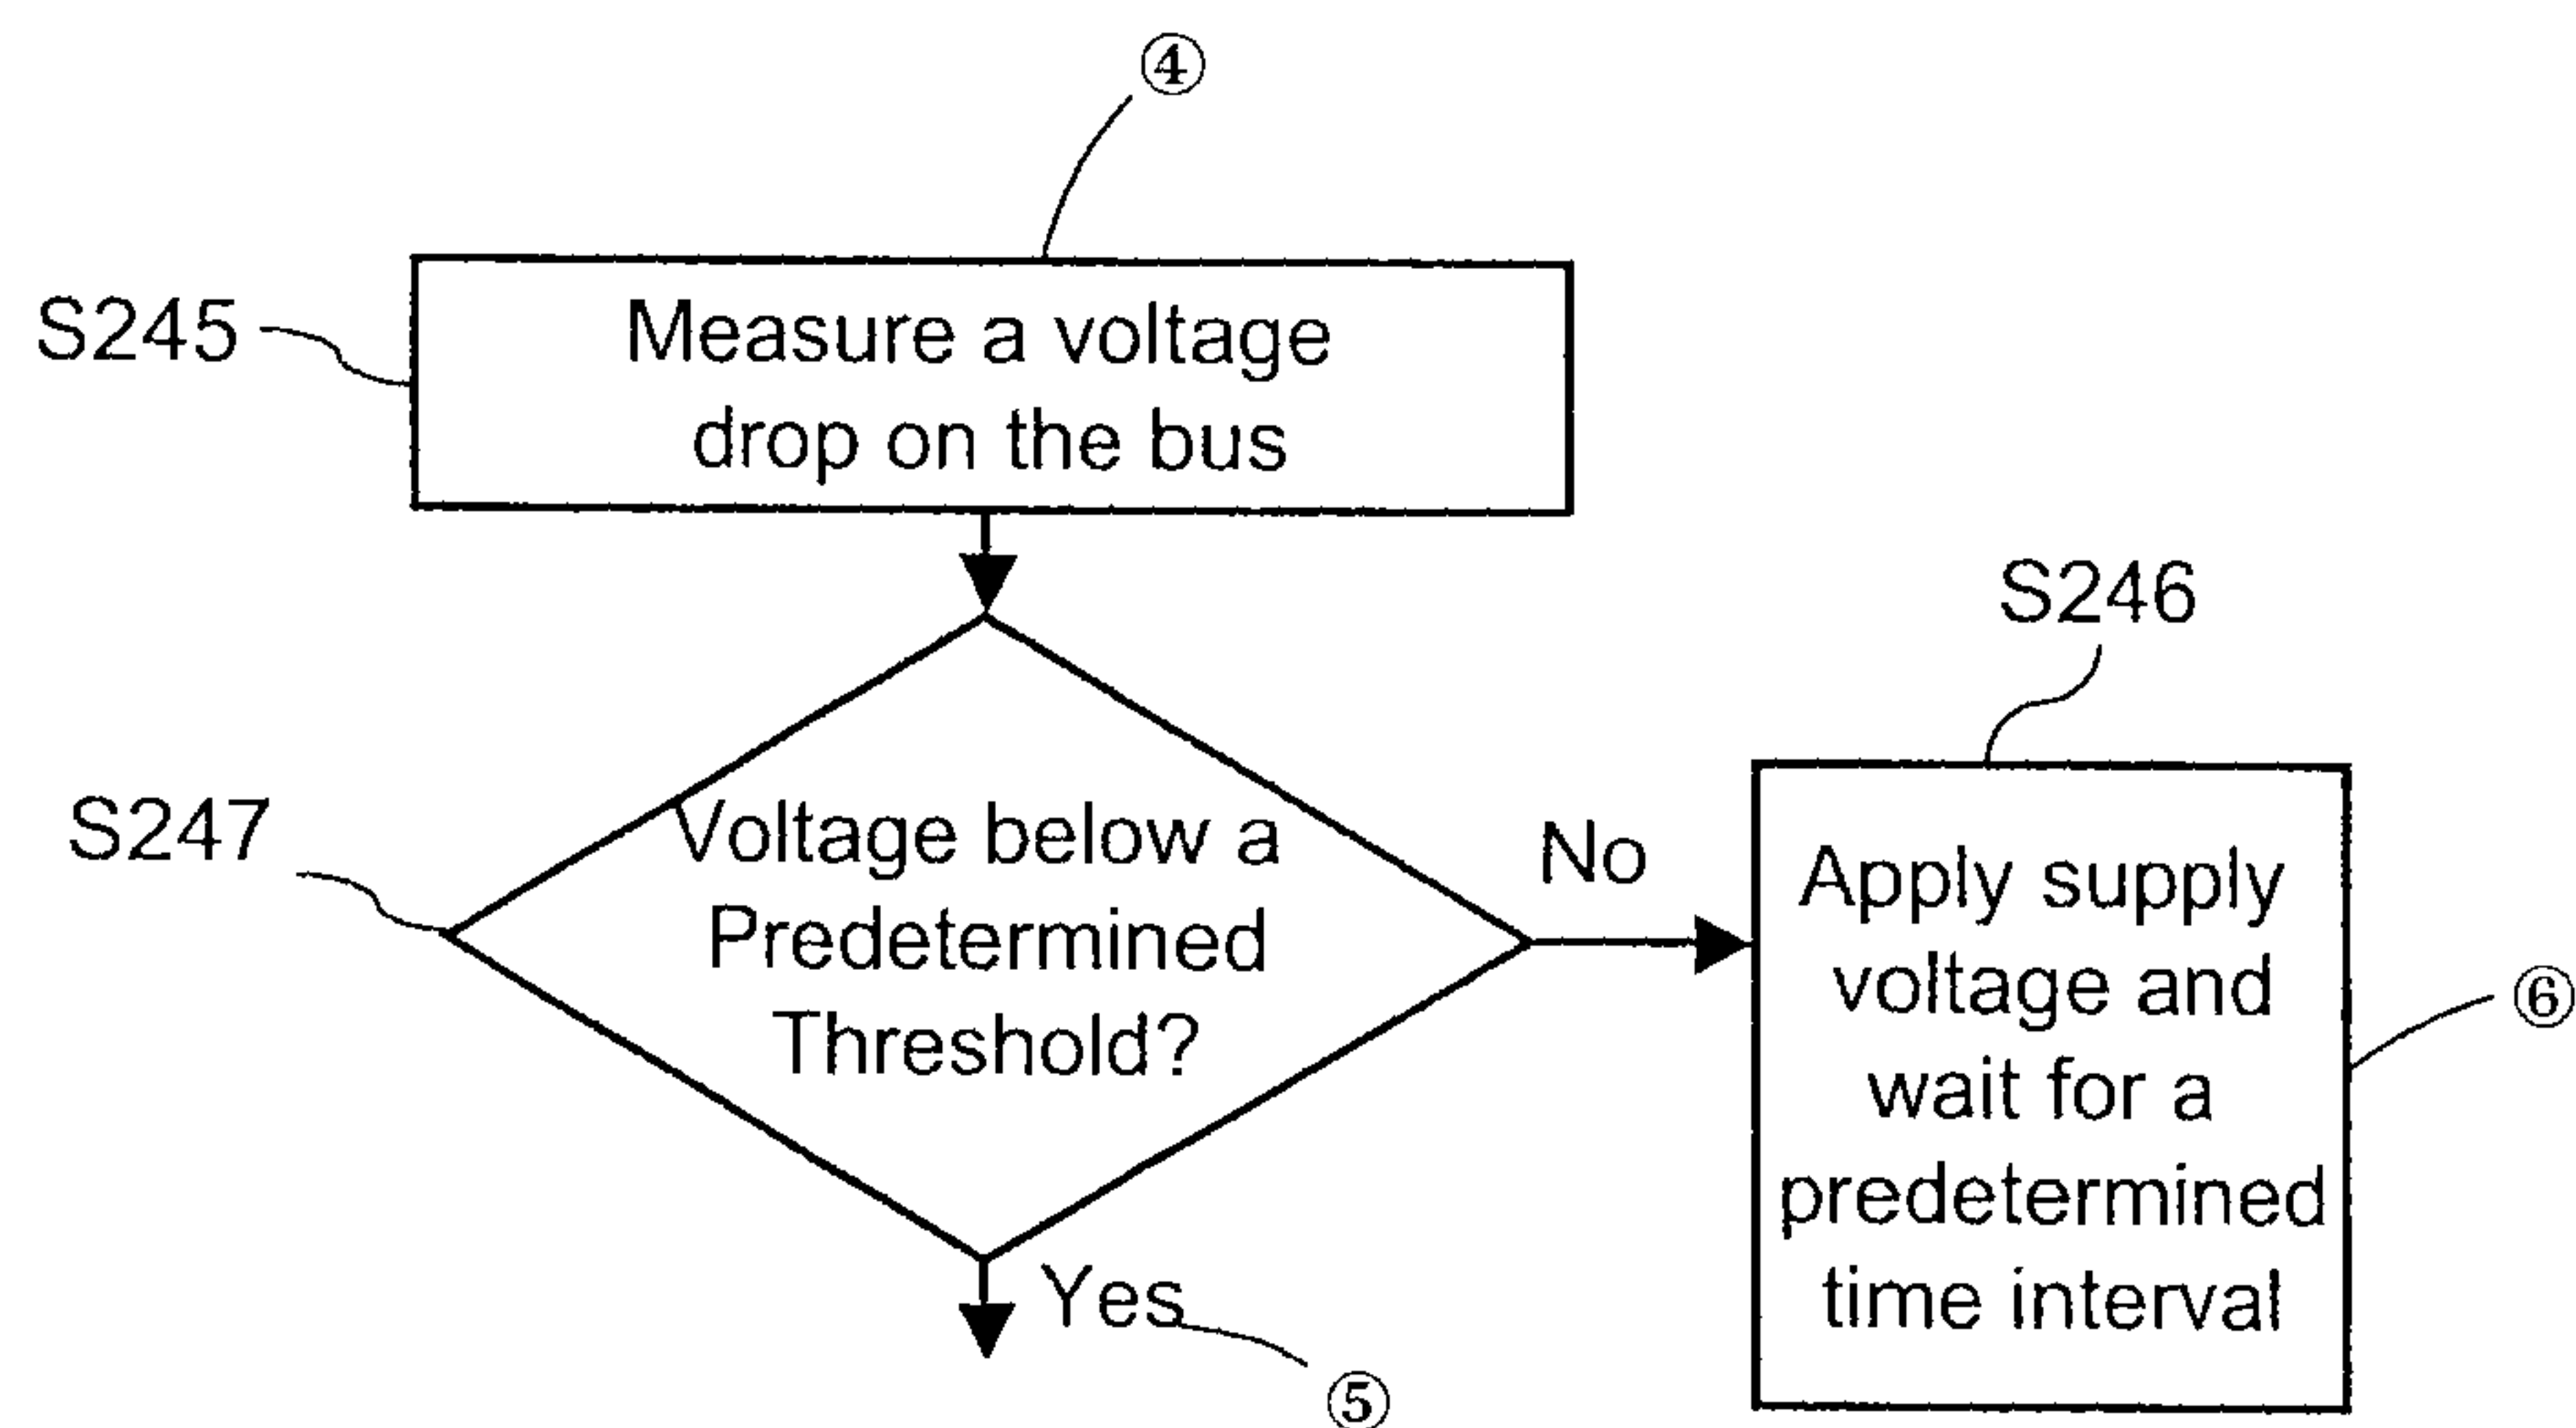 ④
S245
Measure a voltage
drop on the bus
S246
S247
Voltage below a
Predetermined
Threshold?
No
Apply supply
voltage and
wait for a
predetermined
time interval
⑥
Yes
⑤